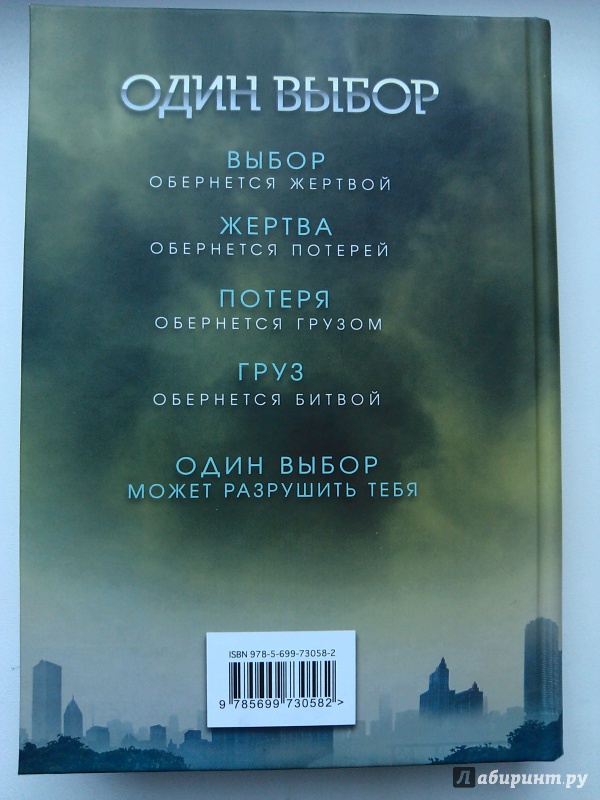 ОДИН ВЫБОР
ВЫБОР
ОБЕРНЕТСЯ ЖЕРТВОЙ
ЖЕРТВА
ОБЕРНЕТСЯ ПОТЕРЕЙ
ПОТЕРЯ
ОБЕРНЕТСЯ ГРУЗОМ
ГРУЗ
ОБЕРНЕТСЯ БИТВОЙ
ОДИН ВЫБОР
МОЖЕТ РАЗРУШИТЬ ТЕБЯ
ISBN 978-5-699-73058-2
9 785699 730582 >
Лабиринт.ру